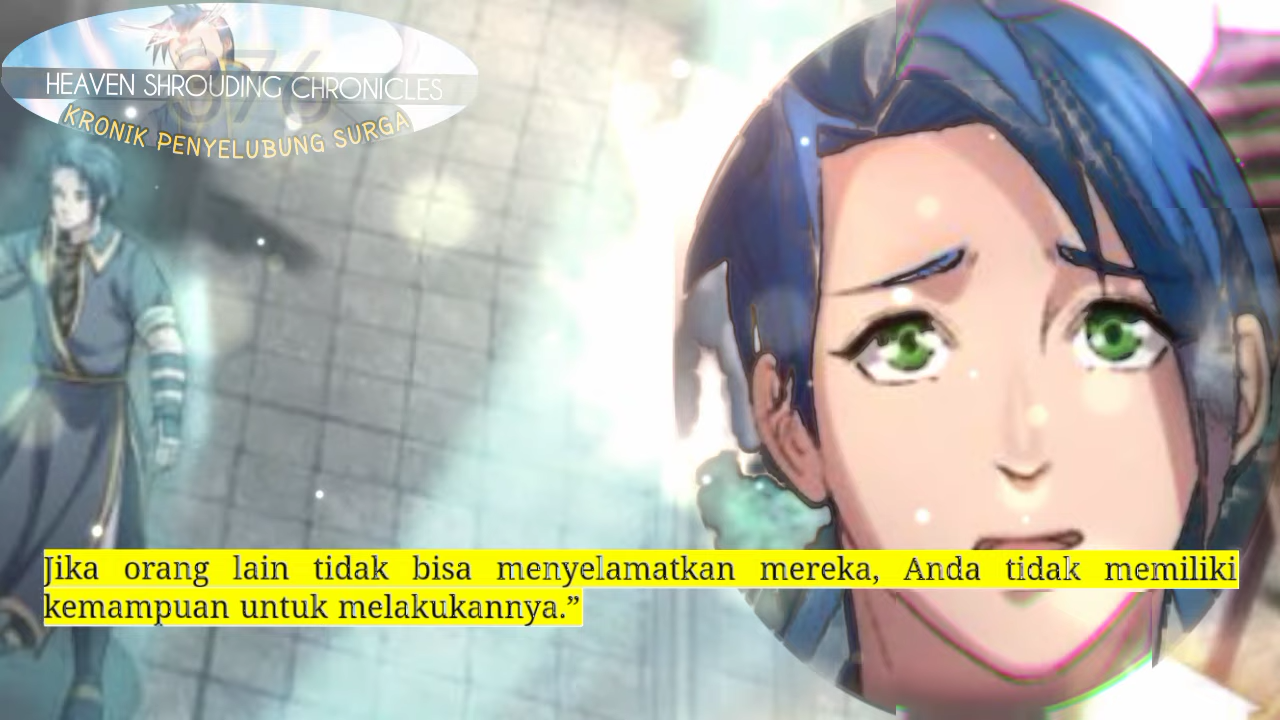 376
HEAVEN SHROUDING CHRONICLES
KRONIK PENYELUBUNG SURGA
Jika orang lain tidak bisa menyelamatkan mereka, Anda tidak memiliki
kemampuan untuk melakukannya.”